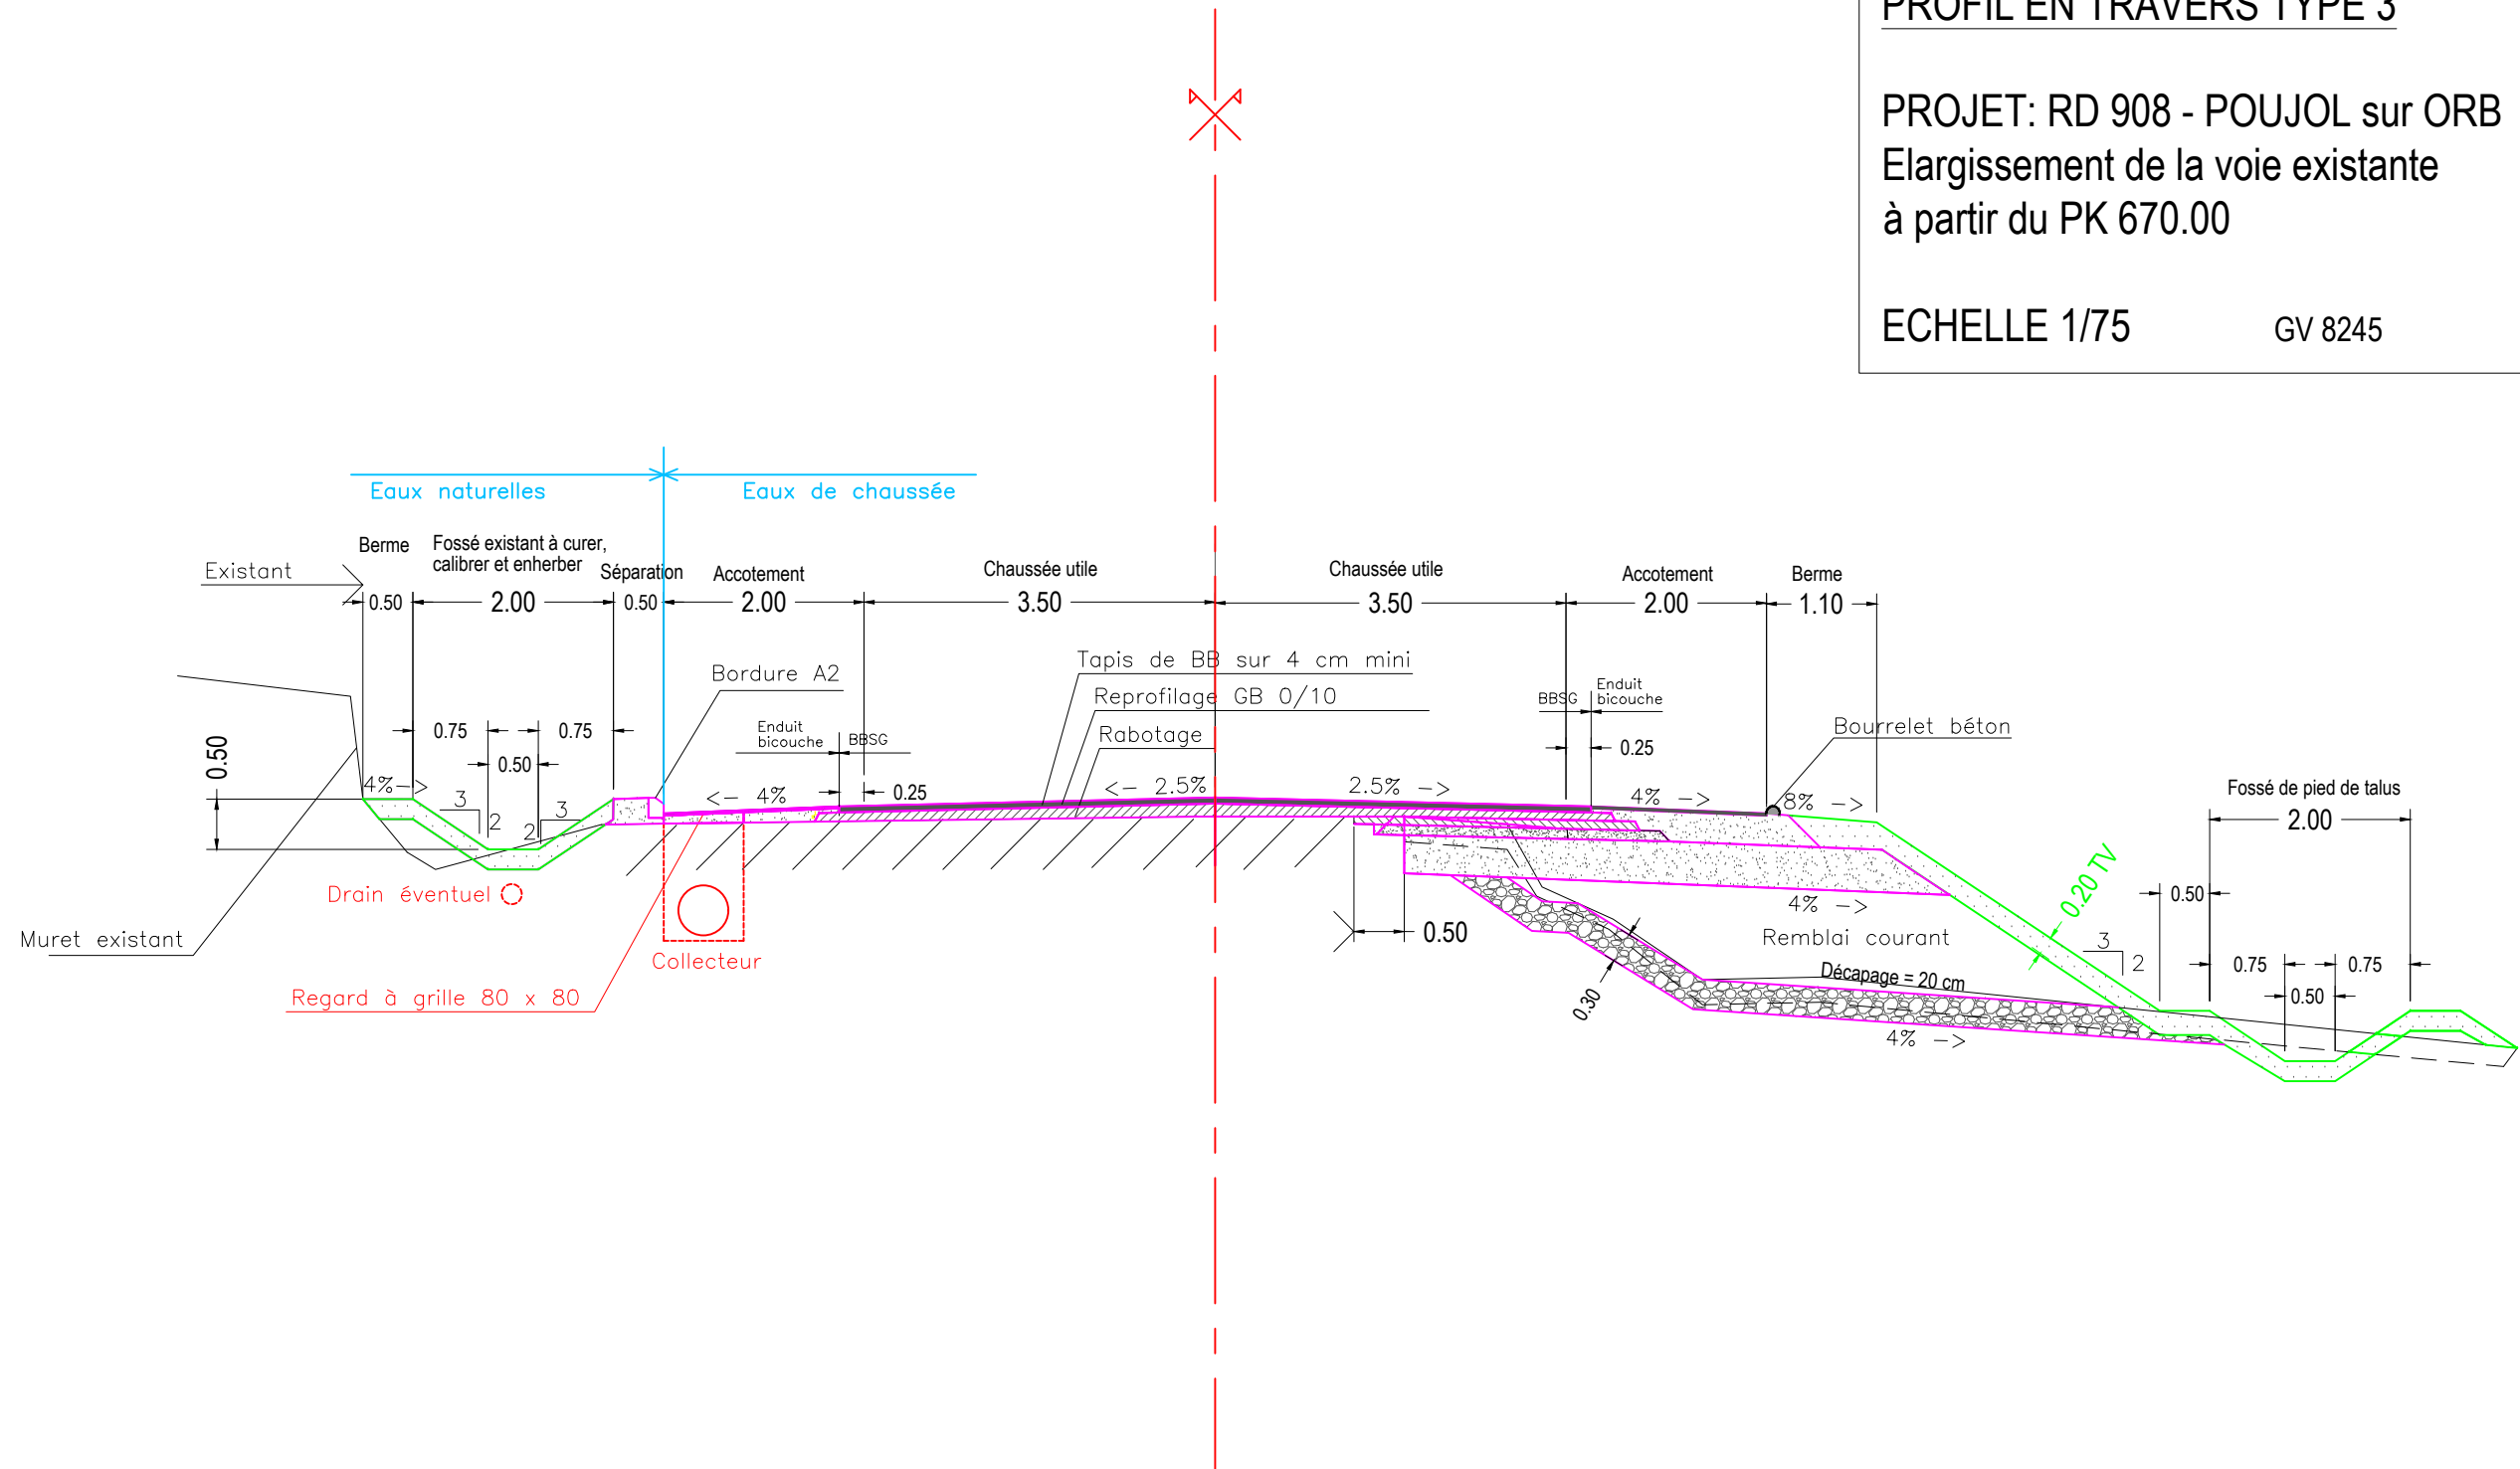 PROFIL EN TRAVERS TYPE 3
PROJET: RD 908 - POUJOL sur ORB
Elargissement de la voie existante
à partir du PK 670.00
ECHELLE 1/75
GV 8245
Eaux naturelles
Eaux de chaussée
Existant
Berme
Fossé existant à curer,
calibrer et enherber
Séparation
Accotement
Chaussée utile
Chaussée utile
Accotement
Berme
0.50
2.00
0.50
2.00
3.50
3.50
2.00
1.10
Bordure A2
Tapis de BB sur 4 cm mini
Reprofilage GB 0/10
Rabotage
BBSG
Enduit
bicouche
Bourrelet béton
0.75
0.75
0.50
0.50
Enduit
bicouche
BBSG
0.25
0.25
4%->
3
2
2
3
<- 4%
<- 2.5%
2.5% ->
4% ->
8% ->
Fossé de pied de talus
2.00
Drain éventuel
Muret existant
Collecteur
Regard à grille 80 x 80
0.50
0.30
4% ->
Remblai courant
Décapage = 20 cm
4% ->
0.20 TV
3
2
0.50
0.75
0.75
0.50